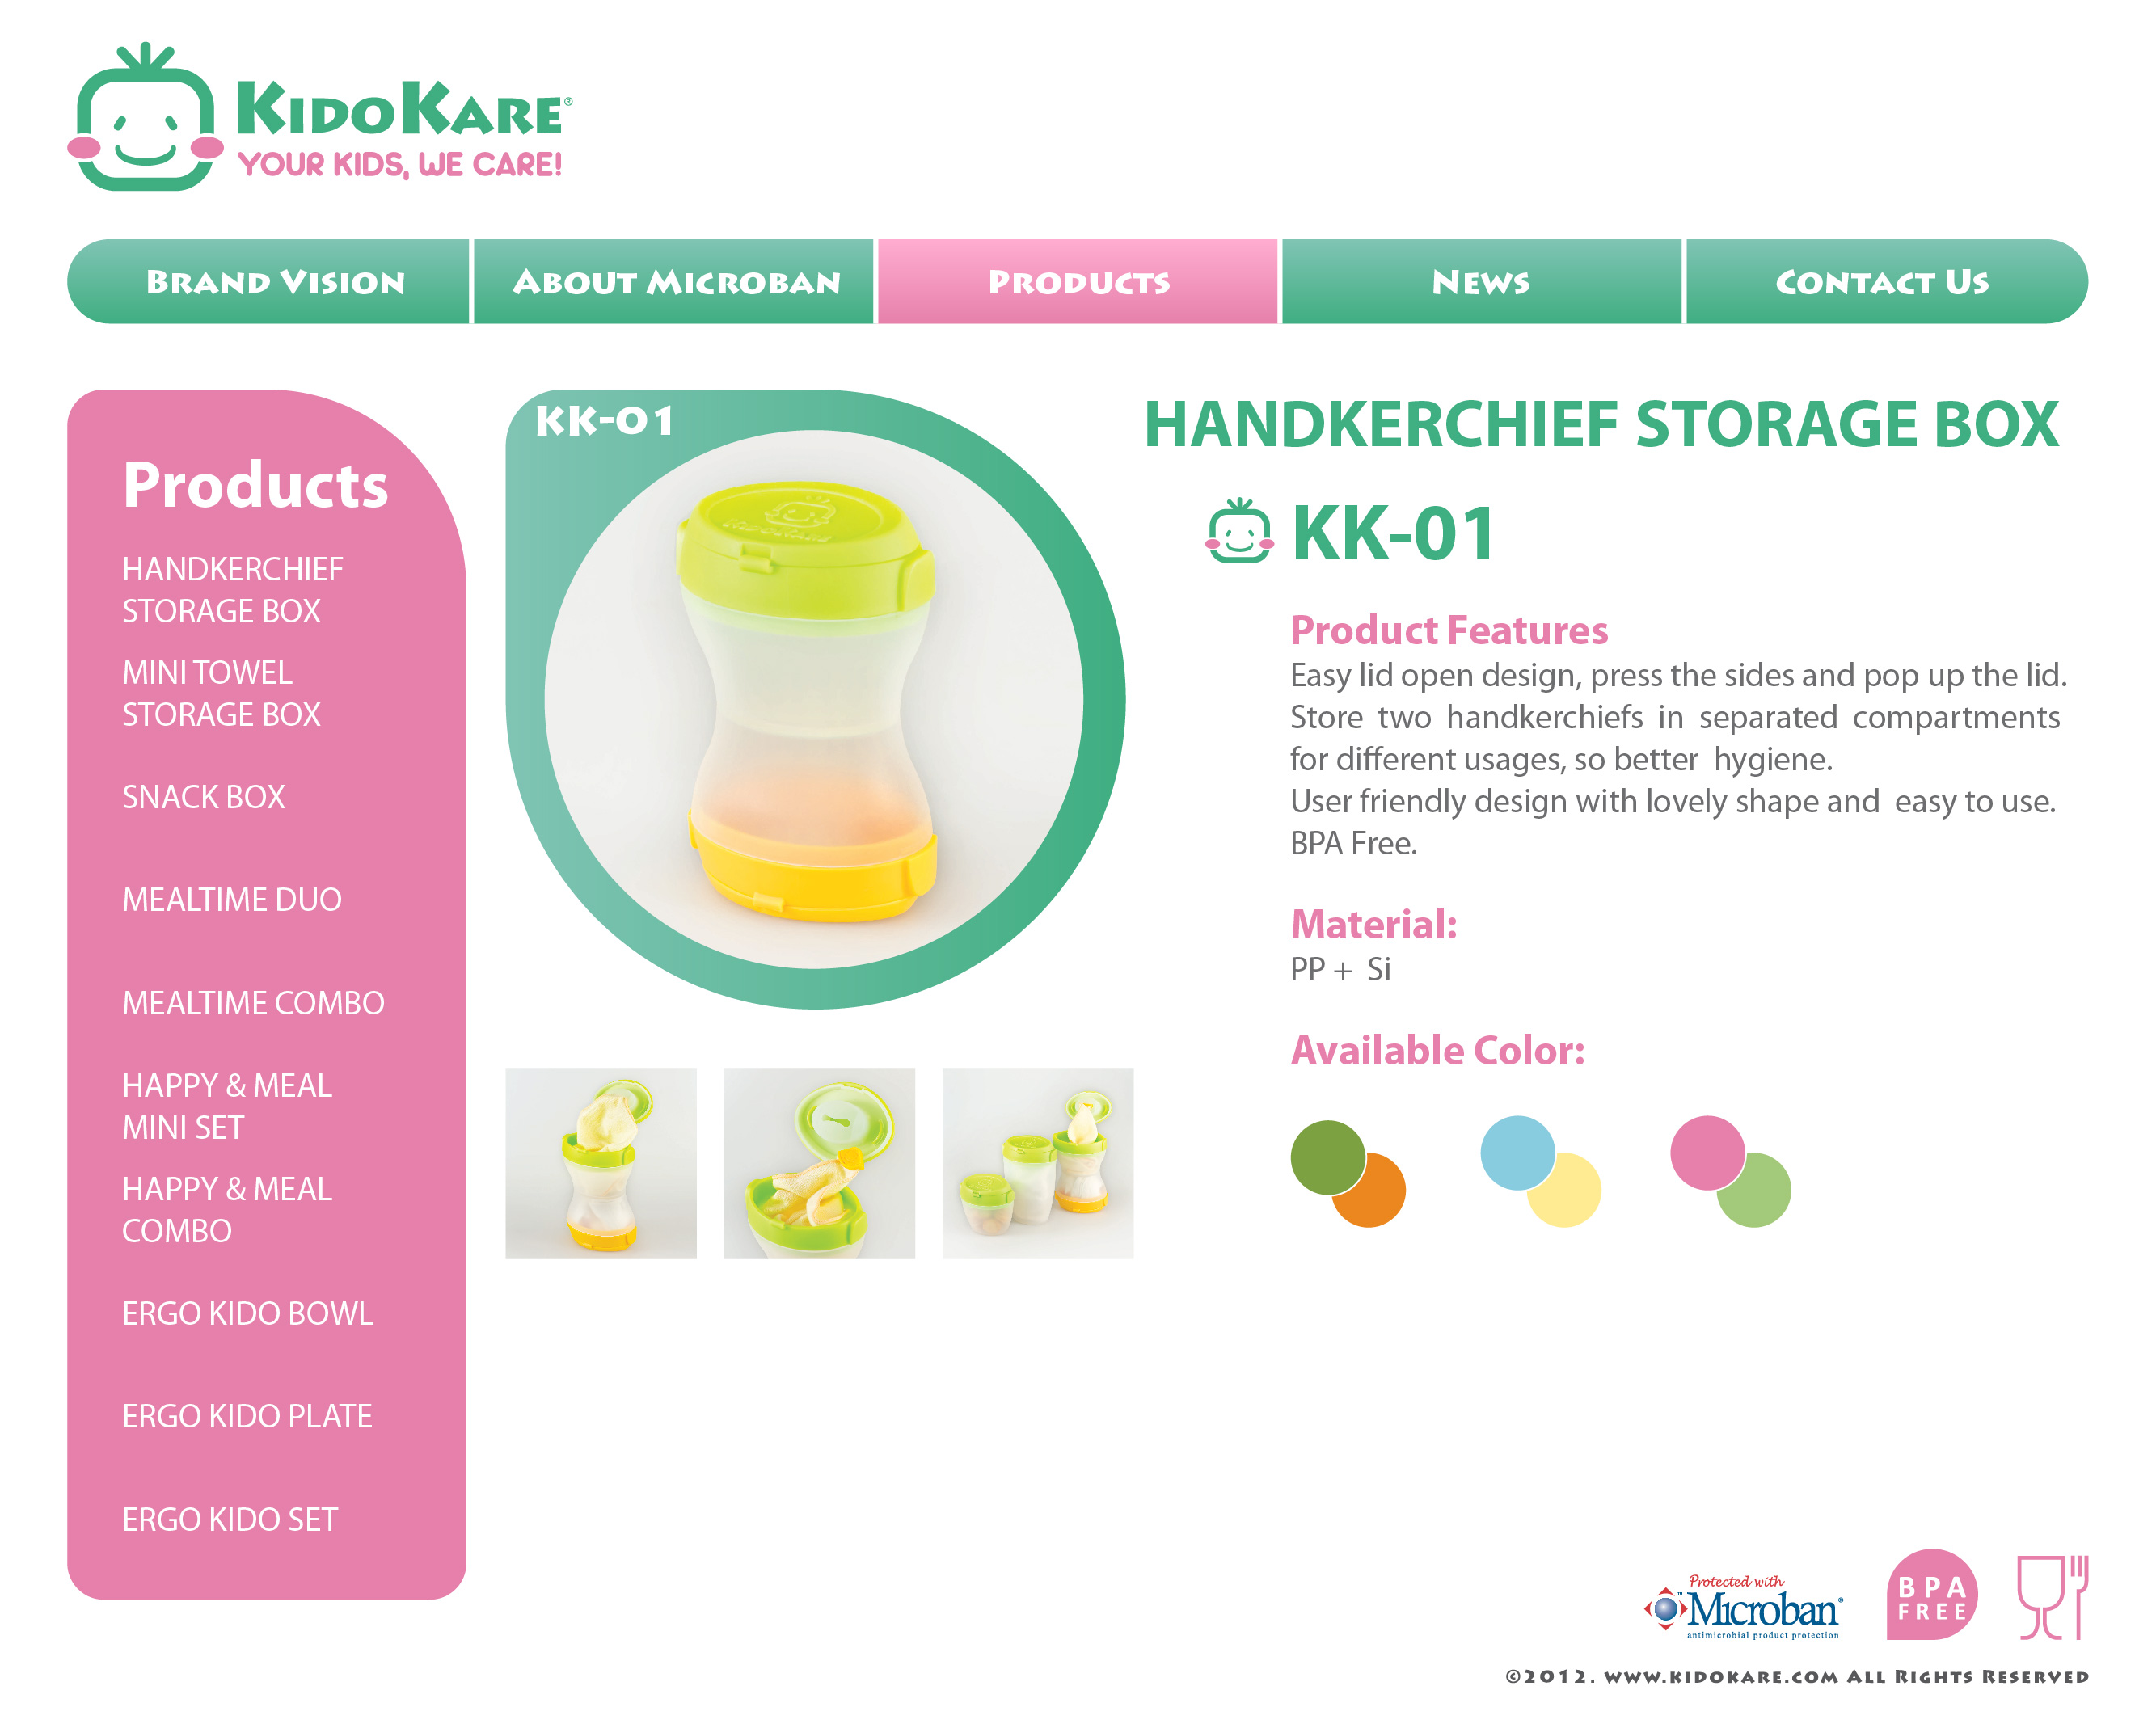 KIDOKARE®
YOUR KIDS, WE CARE!
BRAND VISION
ABOUT MICROBAN
PRODUCTS
NEWS
CONTACT US
Products
HANDKERCHIEF
STORAGE BOX
MINI TOWEL
STORAGE BOX
SNACK BOX
MEALTIME DUO
MEALTIME COMBO
HAPPY & MEAL
MINI SET
HAPPY & MEAL
COMBO
ERGO KIDO BOWL
ERGO KIDO PLATE
ERGO KIDO SET
KK-01
KIDOKARE
HANDKERCHIEF STORAGE BOX
KK-01
Product Features
Easy lid open design, press the sides and pop up the lid.
Store two handkerchiefs in separated compartments
for different usages, so better hygiene.
User friendly design with lovely shape and easy to use.
BPA Free.
Material:
PP + Si
Available Color:
Protected with
™ Microban®
antimicrobial product protection
BPA
FREE
©2012. WWW.KIDOKARE.COM ALL RIGHTS RESERVED